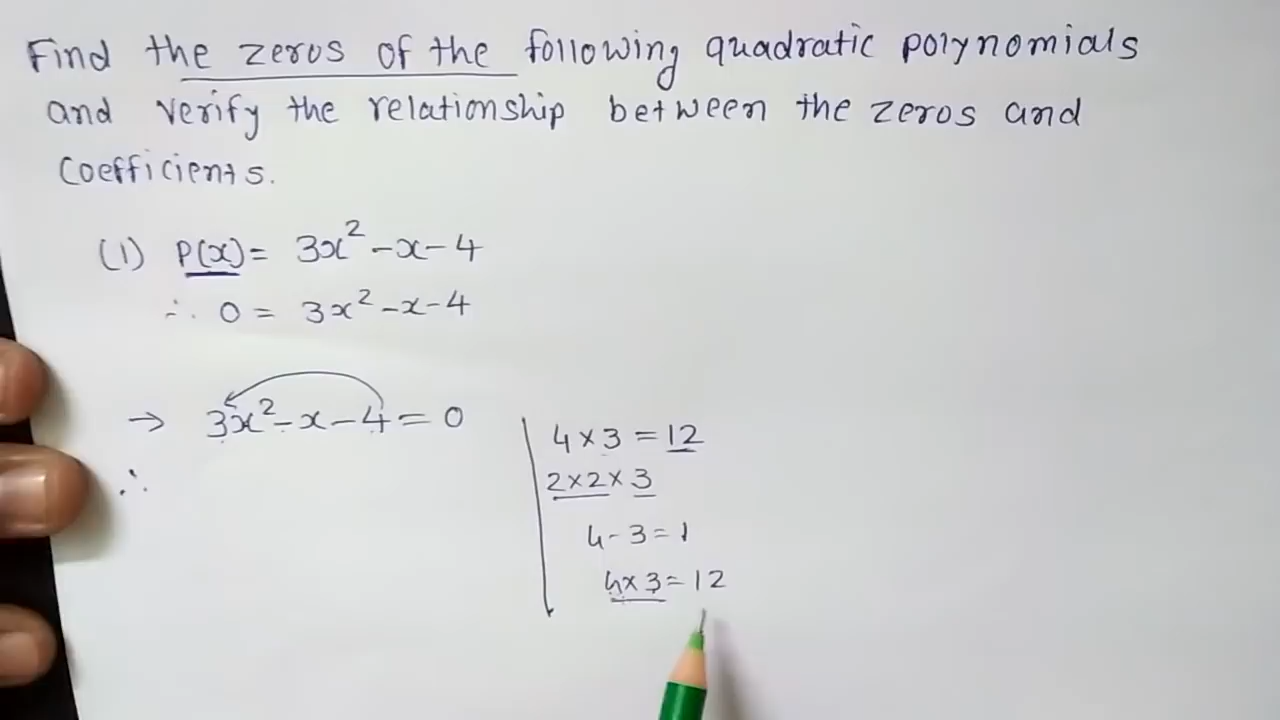 Find the zeros of the following quadratic polynomials
and verify the relationship between the zeros and
coefficients.
(1) P(x) = 3x² - x - 4
∴ 0 = 3x² - x - 4
→ 3x² - x - 4 = 0
∴
4 × 3 = 12
2 × 2 × 3
4 - 3 = 1
4 × 3 = 12